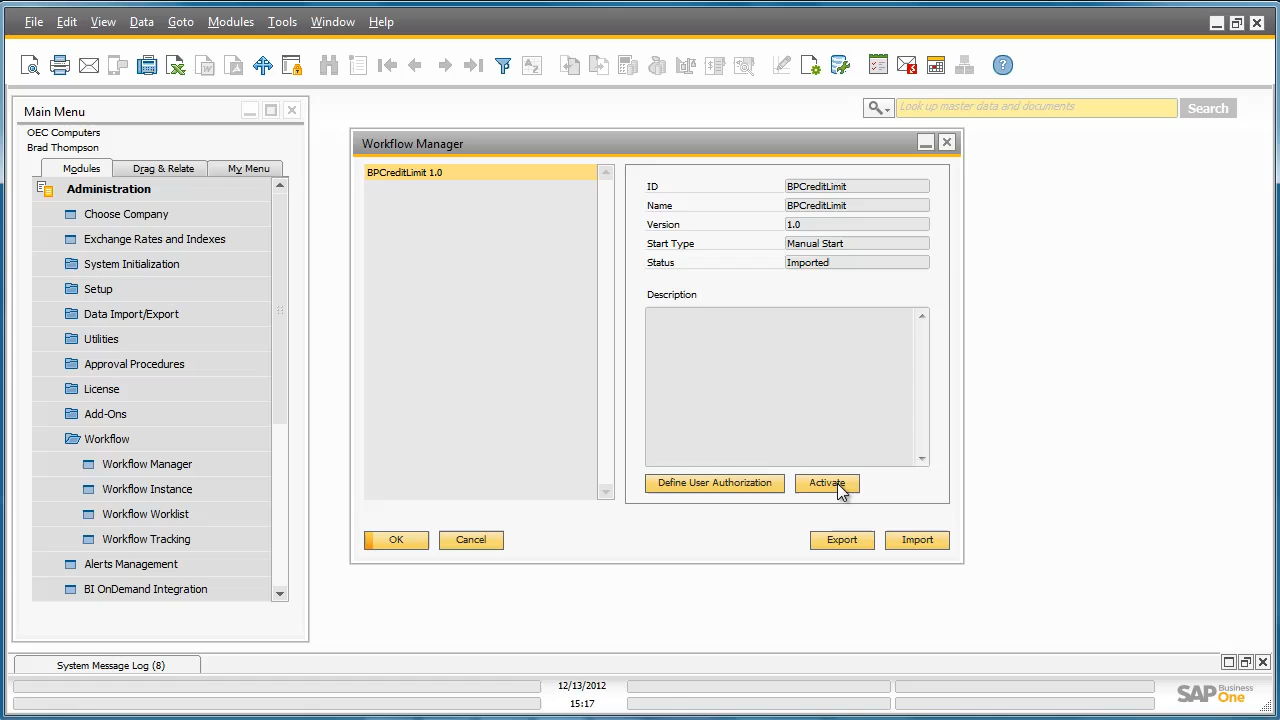 File Edit View Data Goto Modules Tools Window Help
Look up master data and documents Search
Main Menu
OEC Computers
Brad Thompson
Modules Drag & Relate My Menu
Administration
Choose Company
Exchange Rates and Indexes
System Initialization
Setup
Data Import/Export
Utilities
Approval Procedures
License
Add-Ons
Workflow
Workflow Manager
Workflow Instance
Workflow Worklist
Workflow Tracking
Alerts Management
BI OnDemand Integration
Workflow Manager
BPCreditLimit 1.0
ID BPCreditLimit
Name BPCreditLimit
Version 1.0
Start Type Manual Start
Status Imported
Description
Define User Authorization Activate
OK Cancel Export Import
System Message Log (8)
12/13/2012
15:17
SAP Business One